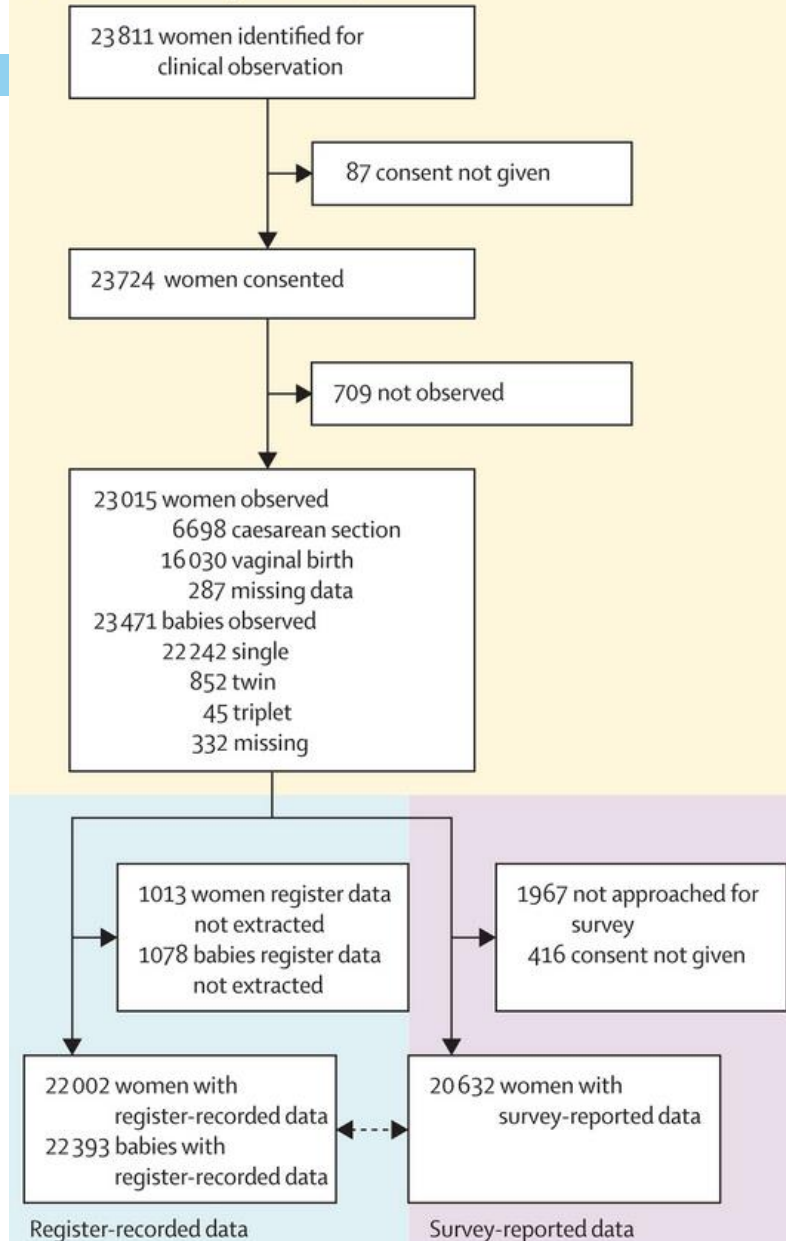 23 811 women identified for
clinical observation
87 consent not given
23 724 women consented
709 not observed
23 015 women observed
6698 caesarean section
16 030 vaginal birth
287 missing data
23 471 babies observed
22 242 single
852 twin
45 triplet
332 missing
1013 women register data
not extracted
1078 babies register data
not extracted
1967 not approached for
survey
416 consent not given
22 002 women with
register-recorded data
22 393 babies with
register-recorded data
20 632 women with
survey-reported data
Register-recorded data
Survey-reported data